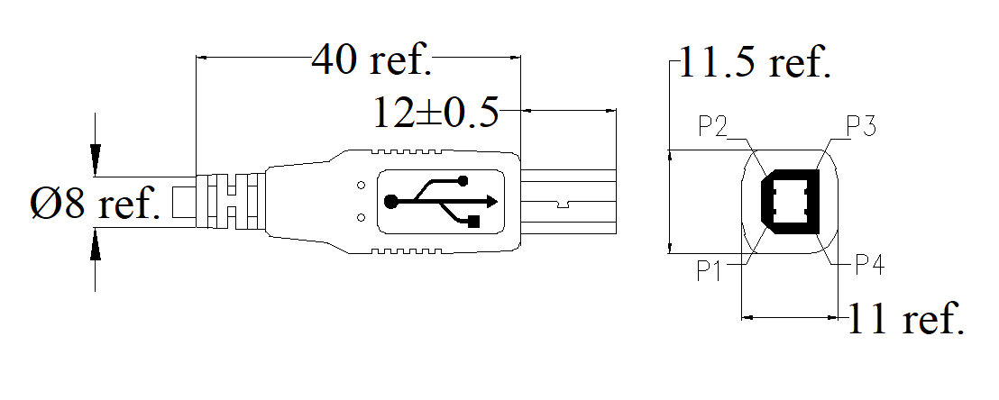 40 ref.
11.5 ref.
12±0.5
P2
P3
Ø8 ref.
P1
P4
11 ref.